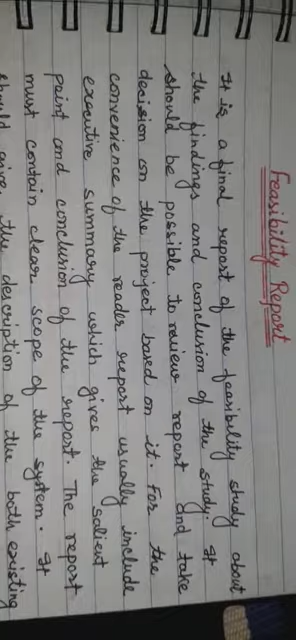 Feasibility Report
It is a final report of the feasibility study about
the findings and conclusion of the study. It
should be possible to review report and take
decision on the project based on it. For the
convenience of the reader report usually include
executive summary which gives the salient
point and conclusion of the report. The report
must contain clear scope of the system. It
should give the description of the both existing